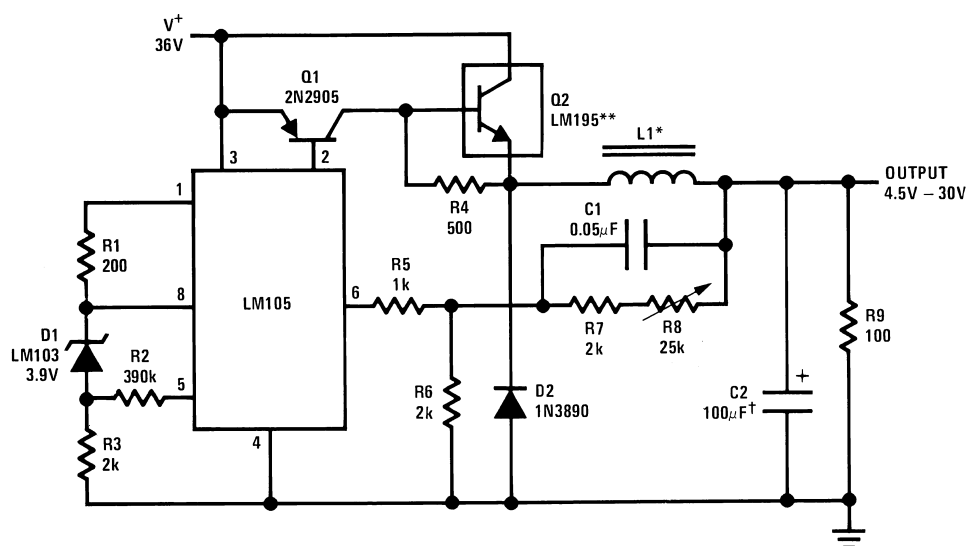 V+
36V
Q1
2N2905
Q2
LM195**
L1*
OUTPUT
4.5V – 30V
3
2
1
R4
500
C1
0.05μF
R1
200
8
LM105
6
R5
1k
R7
2k
R8
25k
R9
100
D1
LM103
3.9V
R2
390k
5
R6
2k
D2
1N3890
C2
100μF†
+
R3
2k
4